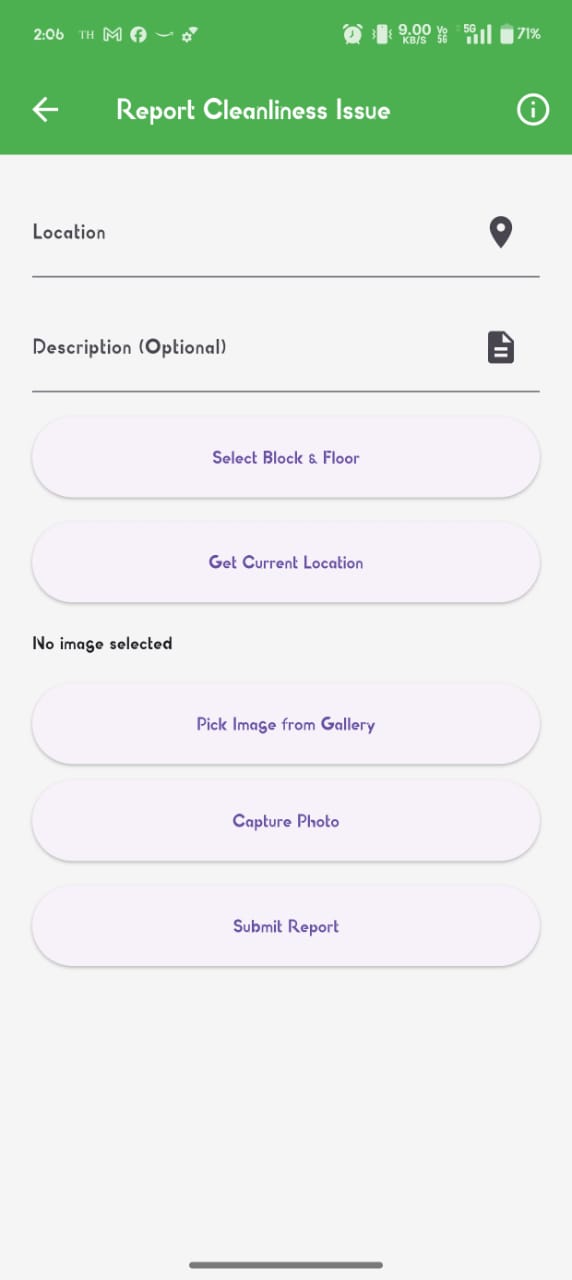 2:06 TH 9.00 KB/S Vo 5G 5G 71%
Report Cleanliness Issue
Location
Description (Optional)
Select Block & Floor
Get Current Location
No image selected
Pick Image from Gallery
Capture Photo
Submit Report